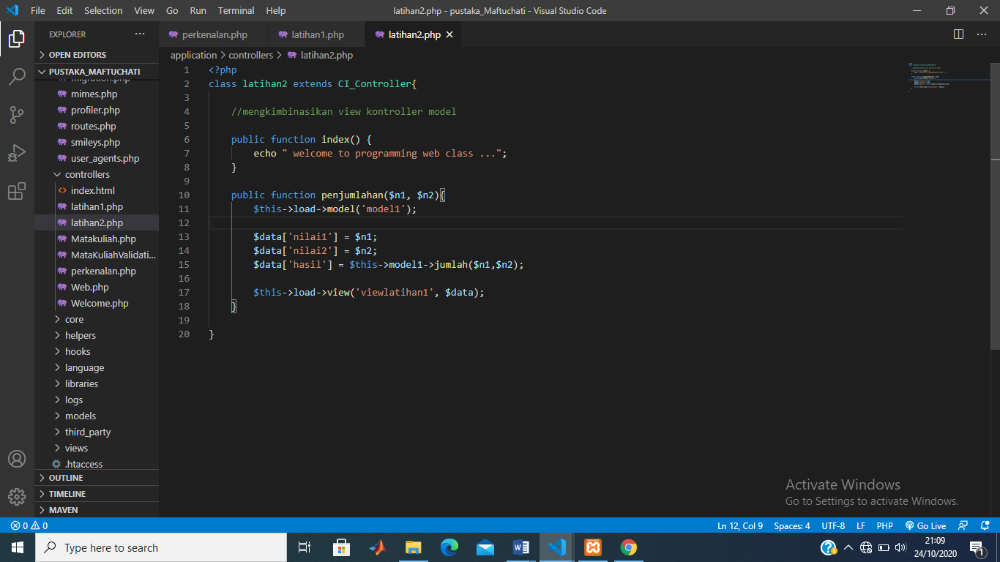 File Edit Selection View Go Run Terminal Help
latihan2.php - pustaka_Maftuchati - Visual Studio Code
EXPLORER
OPEN EDITORS
PUSTAKA_MAFTUCHATI
migration.php
mimes.php
profiler.php
routes.php
smileys.php
user_agents.php
controllers
index.html
latihan1.php
latihan2.php
Matakuliah.php
MataKuliahValidati...
perkenalan.php
Web.php
Welcome.php
core
helpers
hooks
language
libraries
logs
models
third_party
views
.htaccess
OUTLINE
TIMELINE
MAVEN
perkenalan.php latihan1.php latihan2.php
application > controllers > latihan2.php
1 <?php
2 class latihan2 extends CI_Controller{
3
4 //mengkimbinasikan view kontroller model
5
6 public function index() {
7 echo " welcome to programming web class ...";
8 }
9
10 public function penjumlahan($n1, $n2){
11 $this->load->model('model1');
12
13 $data['nilai1'] = $n1;
14 $data['nilai2'] = $n2;
15 $data['hasil'] = $this->model1->jumlah($n1,$n2);
16
17 $this->load->view('viewlatihan1', $data);
18 }
19
20 }
Activate Windows
Go to Settings to activate Windows.
0 0
Ln 12, Col 9 Spaces: 4 UTF-8 LF PHP Go Live
Type here to search
21:09
24/10/2020
1